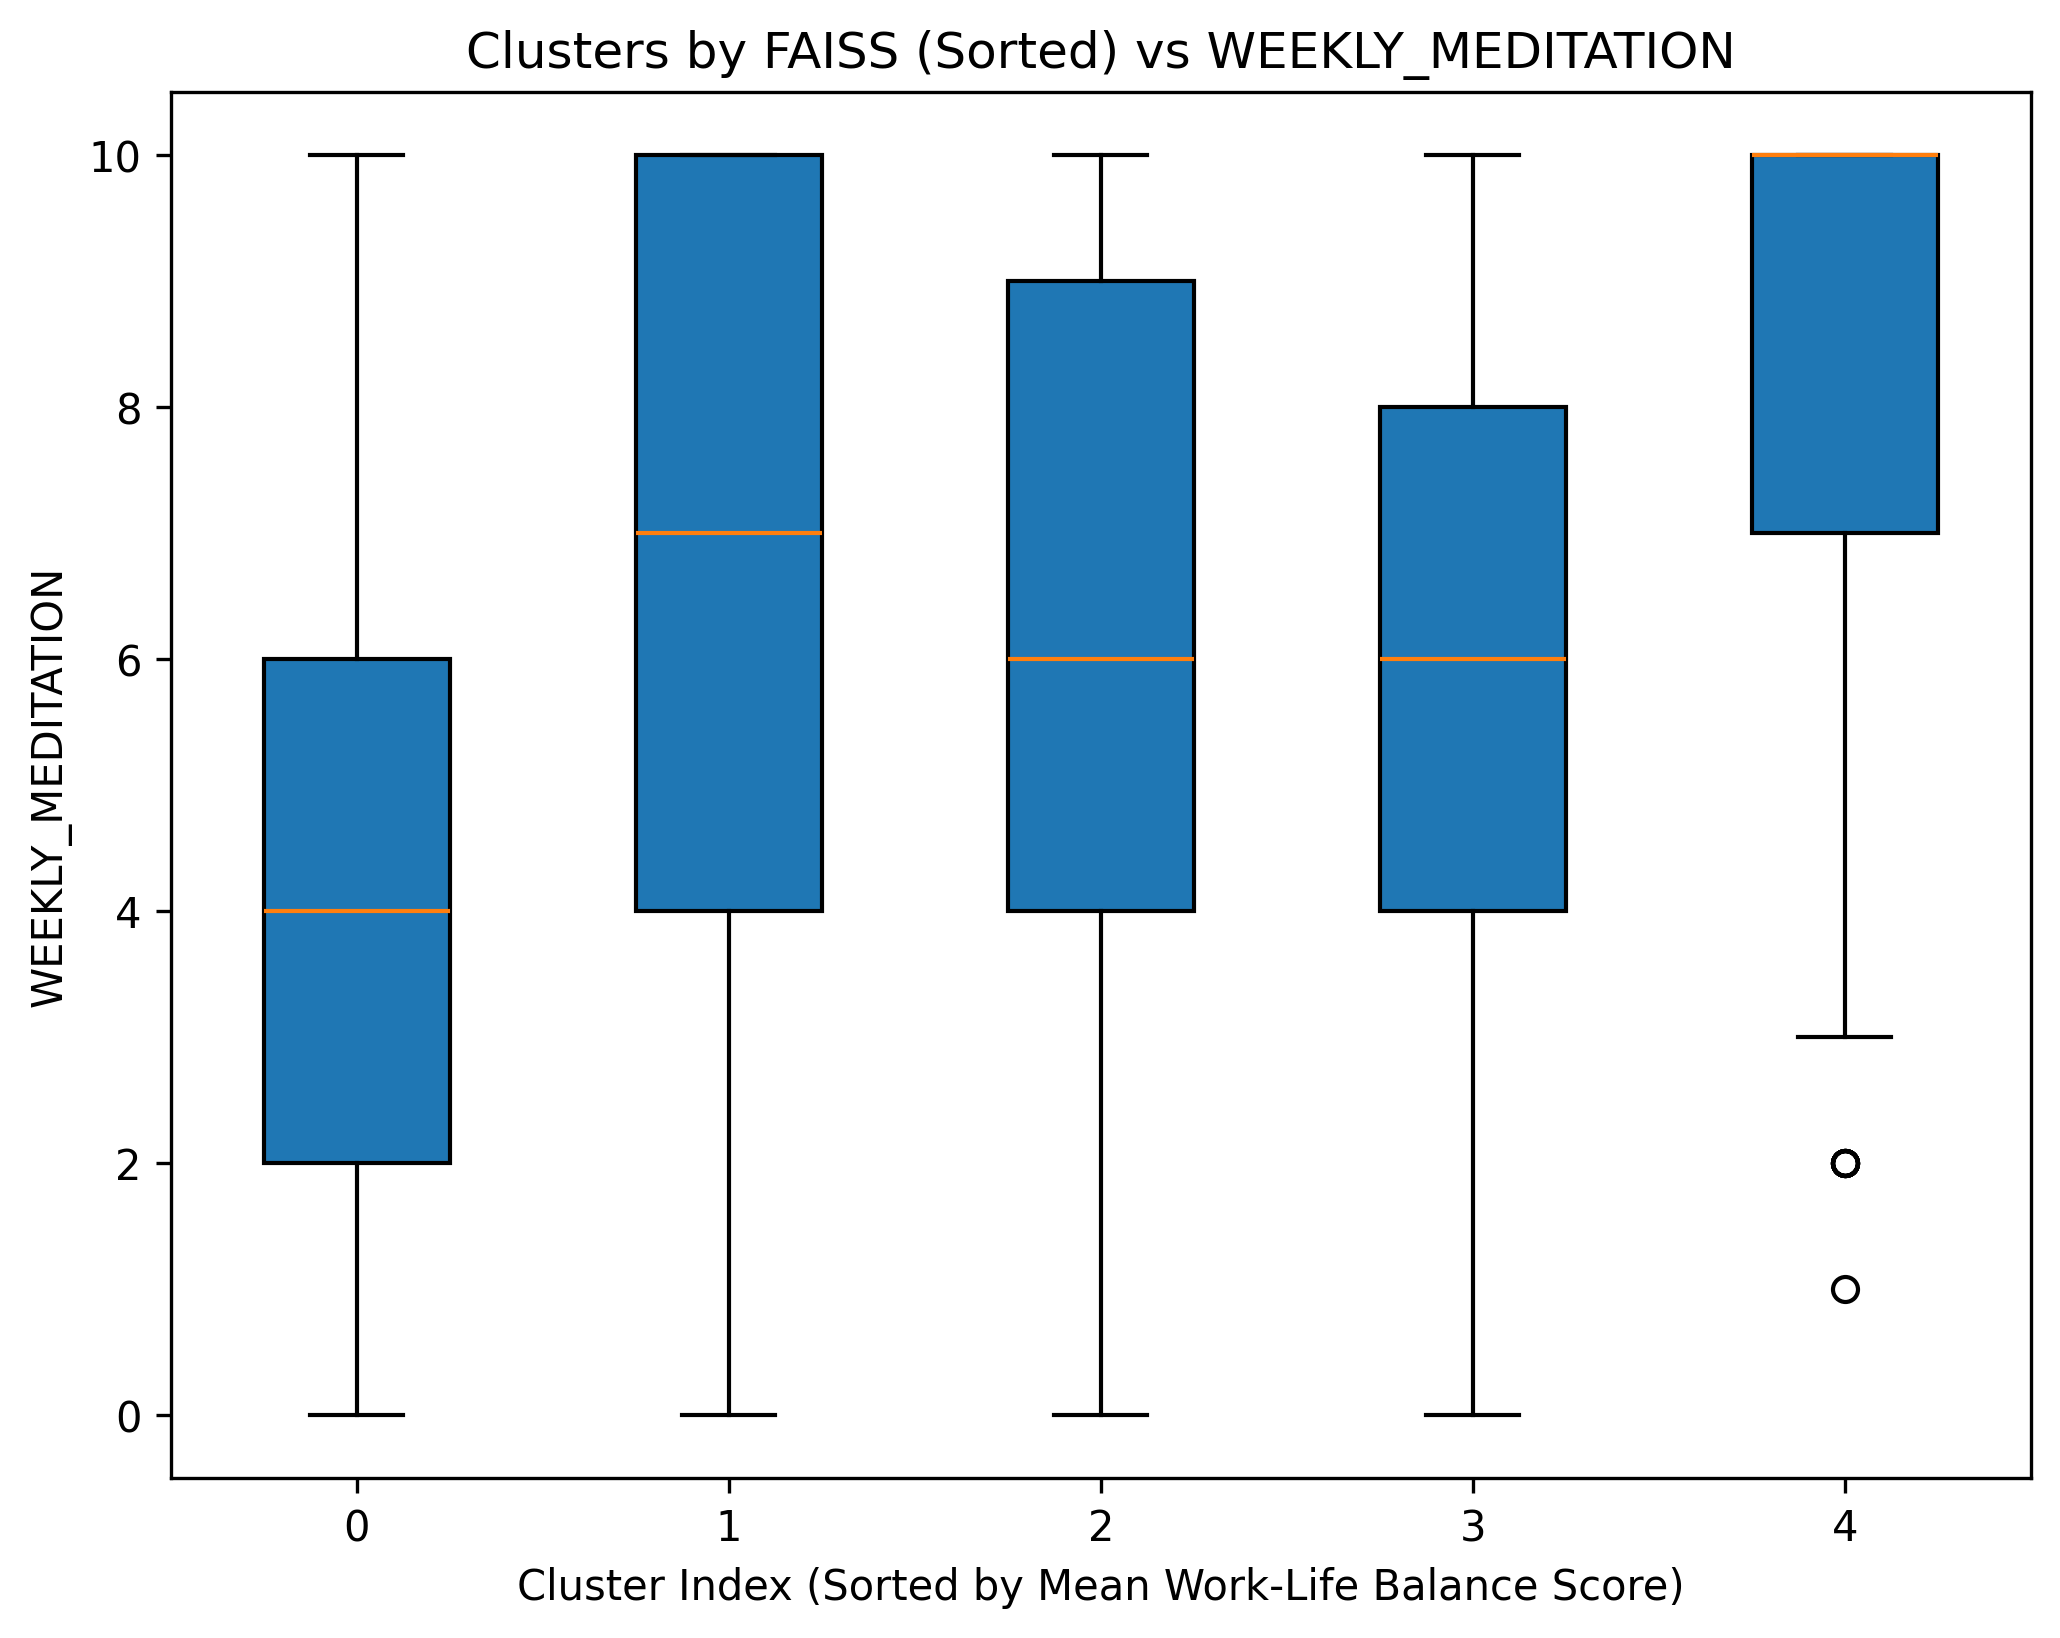 Clusters by FAISS (Sorted) vs WEEKLY_MEDITATION
WEEKLY_MEDITATION
10
8
6
4
2
0
0 1 2 3 4
Cluster Index (Sorted by Mean Work-Life Balance Score)